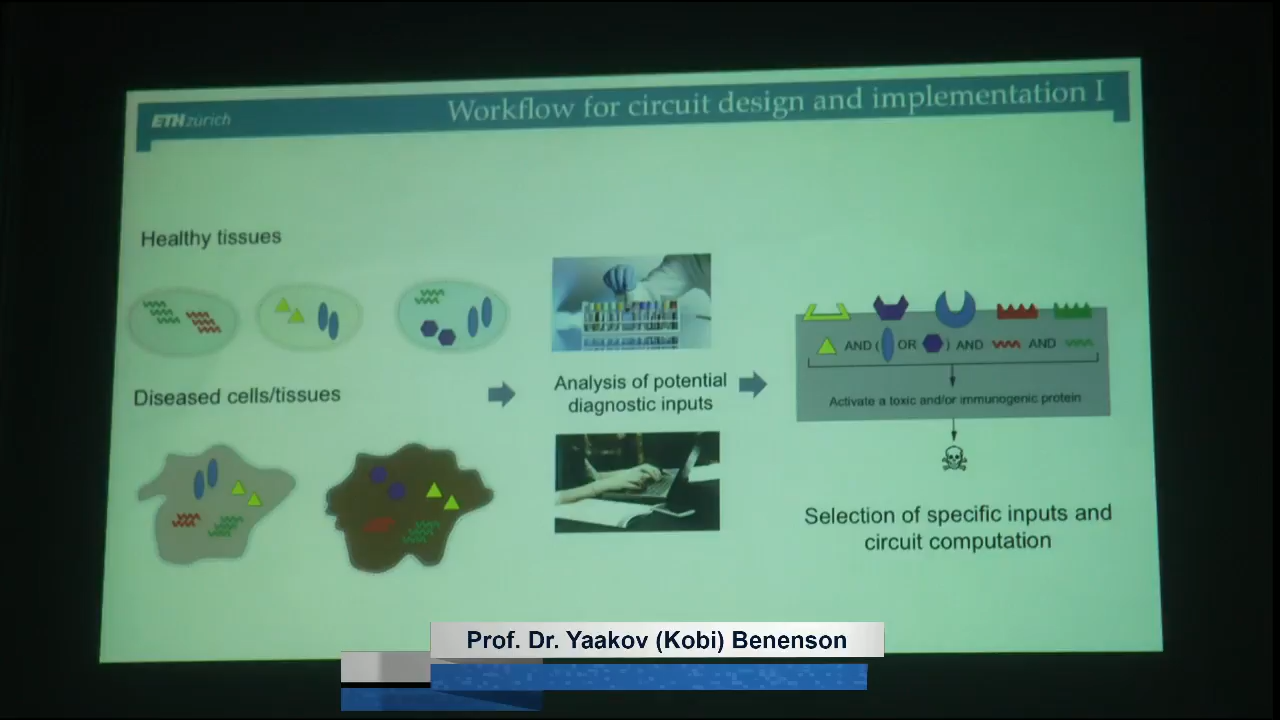 ETHzürich
Workflow for circuit design and implementation I
Healthy tissues
Diseased cells/tissues
Analysis of potential
diagnostic inputs
AND ( OR ) AND AND
Activate a toxic and/or immunogenic protein
Selection of specific inputs and
circuit computation
Prof. Dr. Yaakov (Kobi) Benenson